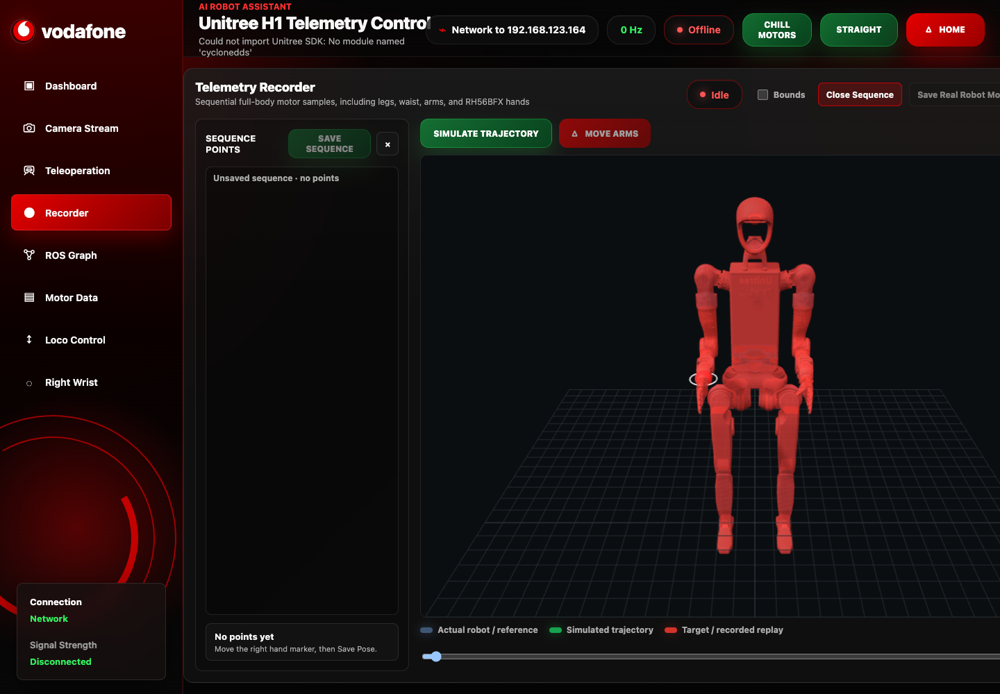 vodafone
Dashboard
Camera Stream
Teleoperation
Recorder
ROS Graph
Motor Data
Loco Control
Right Wrist
Connection
Network
Signal Strength
Disconnected
AI ROBOT ASSISTANT
Unitree H1 Telemetry Control
Could not import Unitree SDK: No module named
'cyclonedds'
Network to 192.168.123.164
0 Hz
Offline
CHILL
MOTORS
STRAIGHT
HOME
Telemetry Recorder
Sequential full-body motor samples, including legs, waist, arms, and RH56BFX hands
Idle
Bounds
Close Sequence
Save Real Robot Mo
SEQUENCE
POINTS
SAVE
SEQUENCE
×
Unsaved sequence · no points
No points yet
Move the right hand marker, then Save Pose.
SIMULATE TRAJECTORY
MOVE ARMS
Actual robot / reference
Simulated trajectory
Target / recorded replay